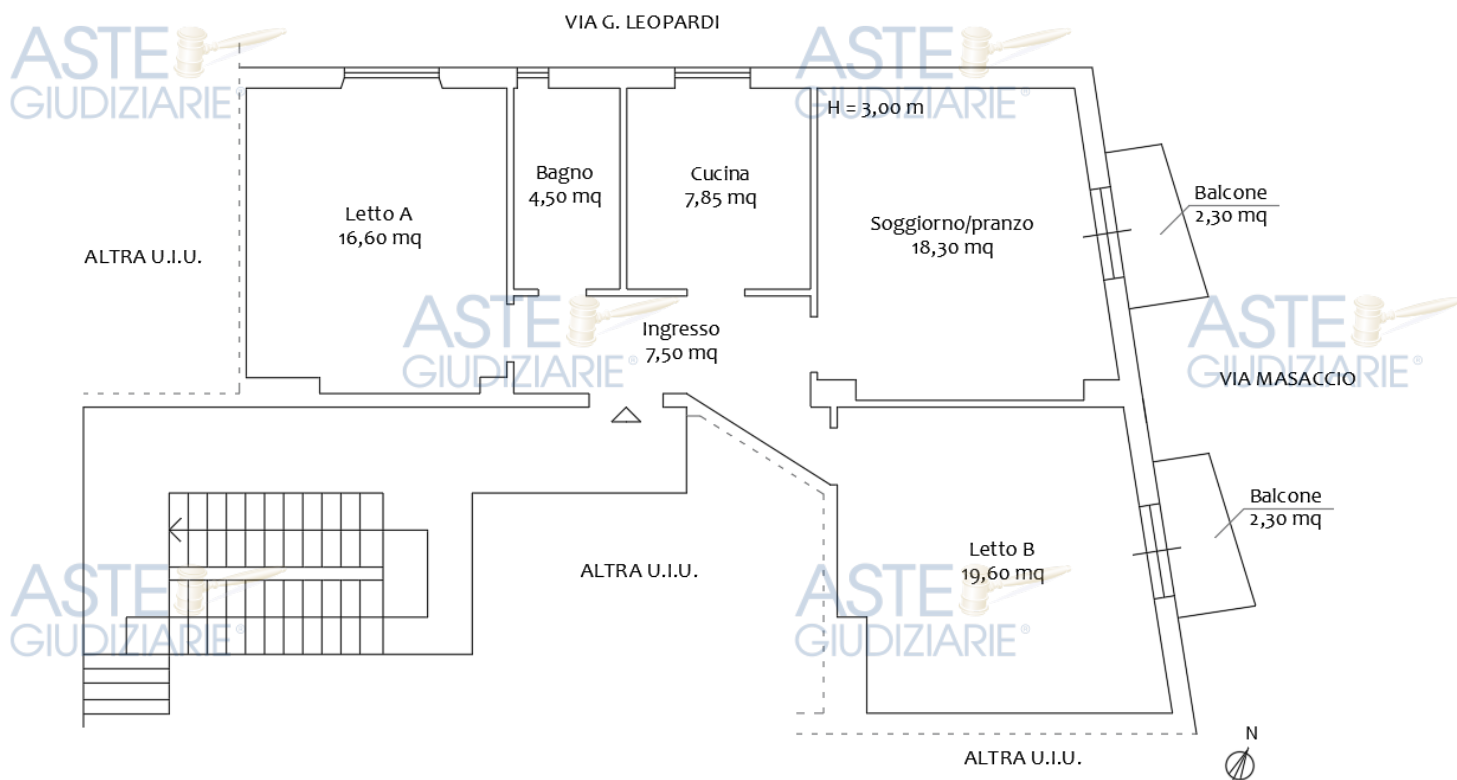 VIA G. LEOPARDI
ASTE
GIUDIZIARIE®
ASTE
GIUDIZIARIE®
H = 3,00 m
Bagno
4,50 mq
Cucina
7,85 mq
Letto A
16,60 mq
Soggiorno/pranzo
18,30 mq
Balcone
2,30 mq
ALTRA U.I.U.
ASTE
GIUDIZIARIE®
Ingresso
7,50 mq
ASTE
GIUDIZIARIE®
VIA MASACCIO
Balcone
2,30 mq
Letto B
19,60 mq
ALTRA U.I.U.
ASTE
GIUDIZIARIE®
ASTE
GIUDIZIARIE®
ALTRA U.I.U.
N